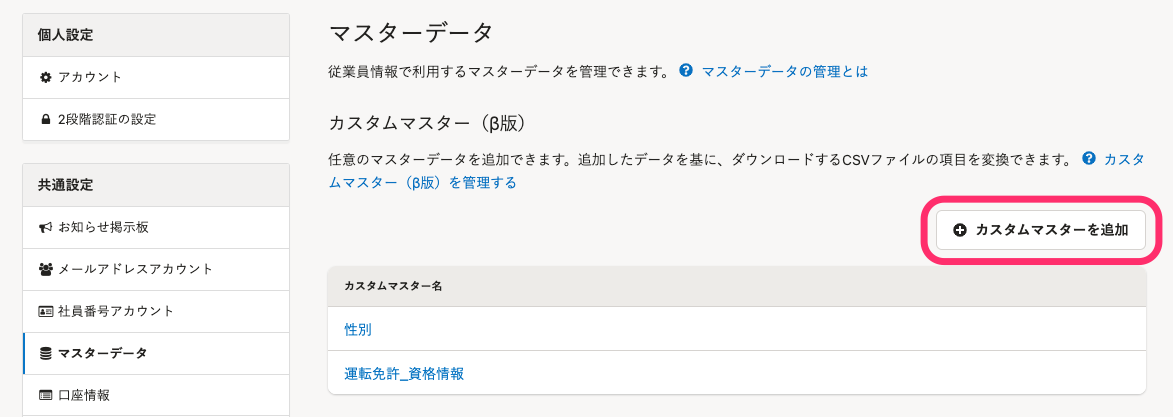 個人設定
アカウント
2段階認証の設定
共通設定
お知らせ掲示板
メールアドレスアカウント
社員番号アカウント
マスターデータ
口座情報
マスターデータ
従業員情報で利用するマスターデータを管理できます。 マスターデータの管理とは
カスタムマスター（β版）
任意のマスターデータを追加できます。追加したデータを基に、ダウンロードするCSVファイルの項目を変換できます。 カスタ
ムマスター（β版）を管理する
カスタムマスターを追加
カスタムマスター名
性別
運転免許_資格情報